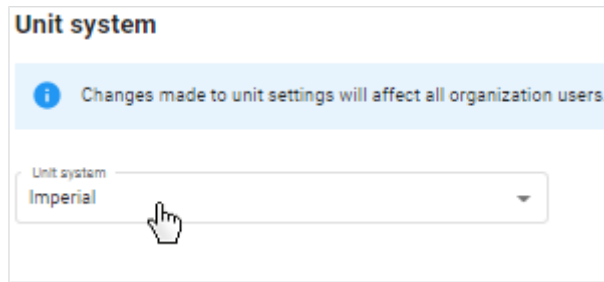 Unit system
Changes made to unit settings will affect all organization users
Unit system
Imperial